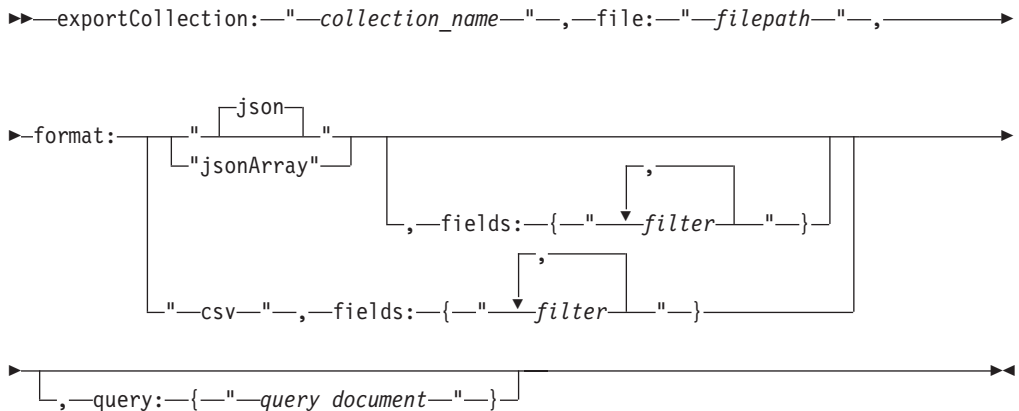 exportCollection: " collection_name " , file: " filepath " ,
json
format: " "
"jsonArray"
,
, fields: { " filter " }
,
" csv " , fields: { " filter " }
, query: { " query document " }